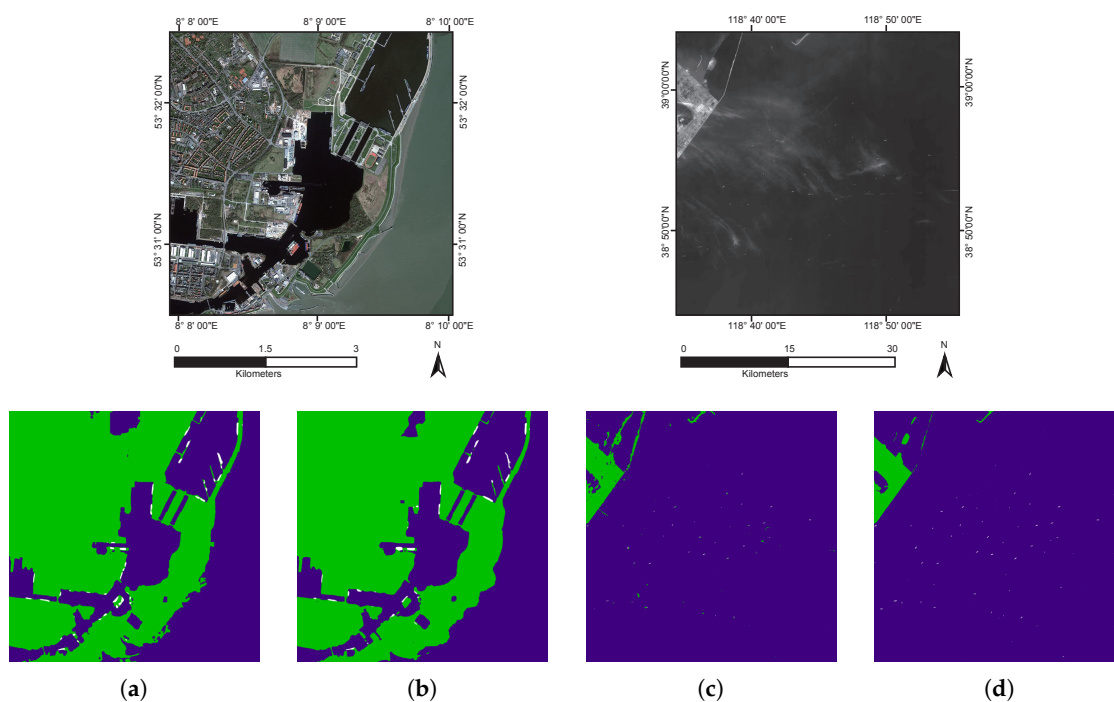 8° 8' 00"E 8° 9' 00"E 8° 10' 00"E
53° 32' 00"N 53° 32' 00"N
53° 31' 00"N 53° 31' 00"N
8° 8' 00"E 8° 9' 00"E 8° 10' 00"E
0 1.5 3
Kilometers
N
118° 40' 00"E 118° 50' 00"E
39° 00' 00"N 39° 00' 00"N
38° 50' 00"N 38° 50' 00"N
118° 40' 00"E 118° 50' 00"E
0 15 30
Kilometers
N
(a) (b) (c) (d)